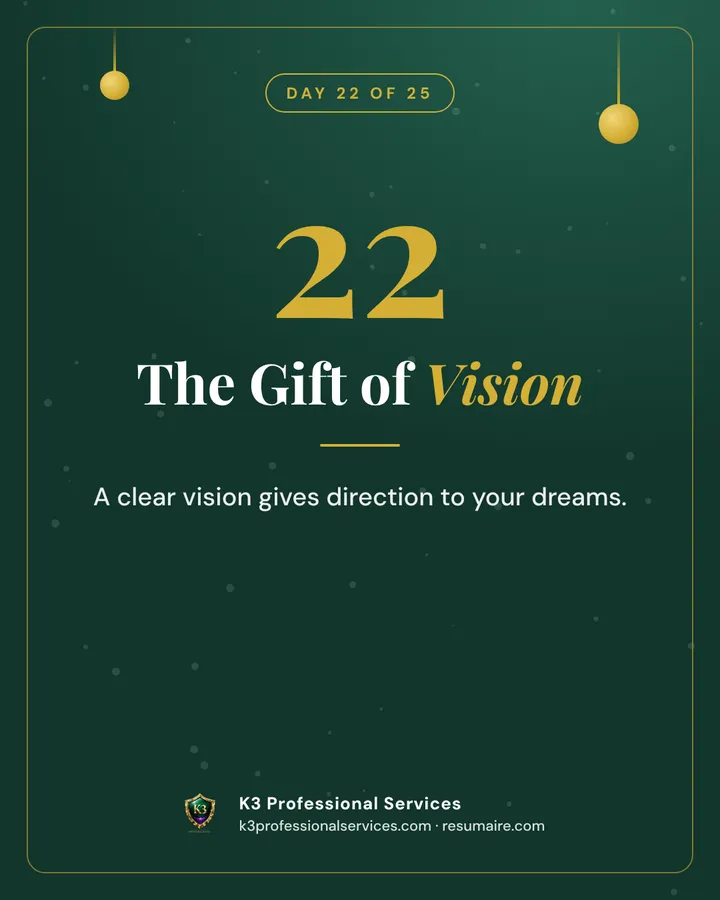 DAY 22 OF 25
22
The Gift of Vision
A clear vision gives direction to your dreams.
K3
K3 Professional Services
k3professionalservices.com · resumaire.com